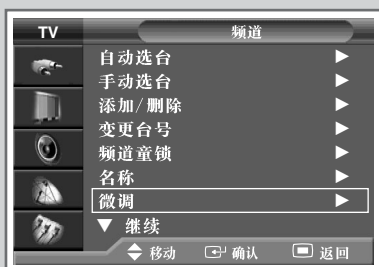 TV
频道
自动选台
手动选台
添加/删除
变更台号
频道童锁
名称
微调
▼ 继续
移动 确认 返回